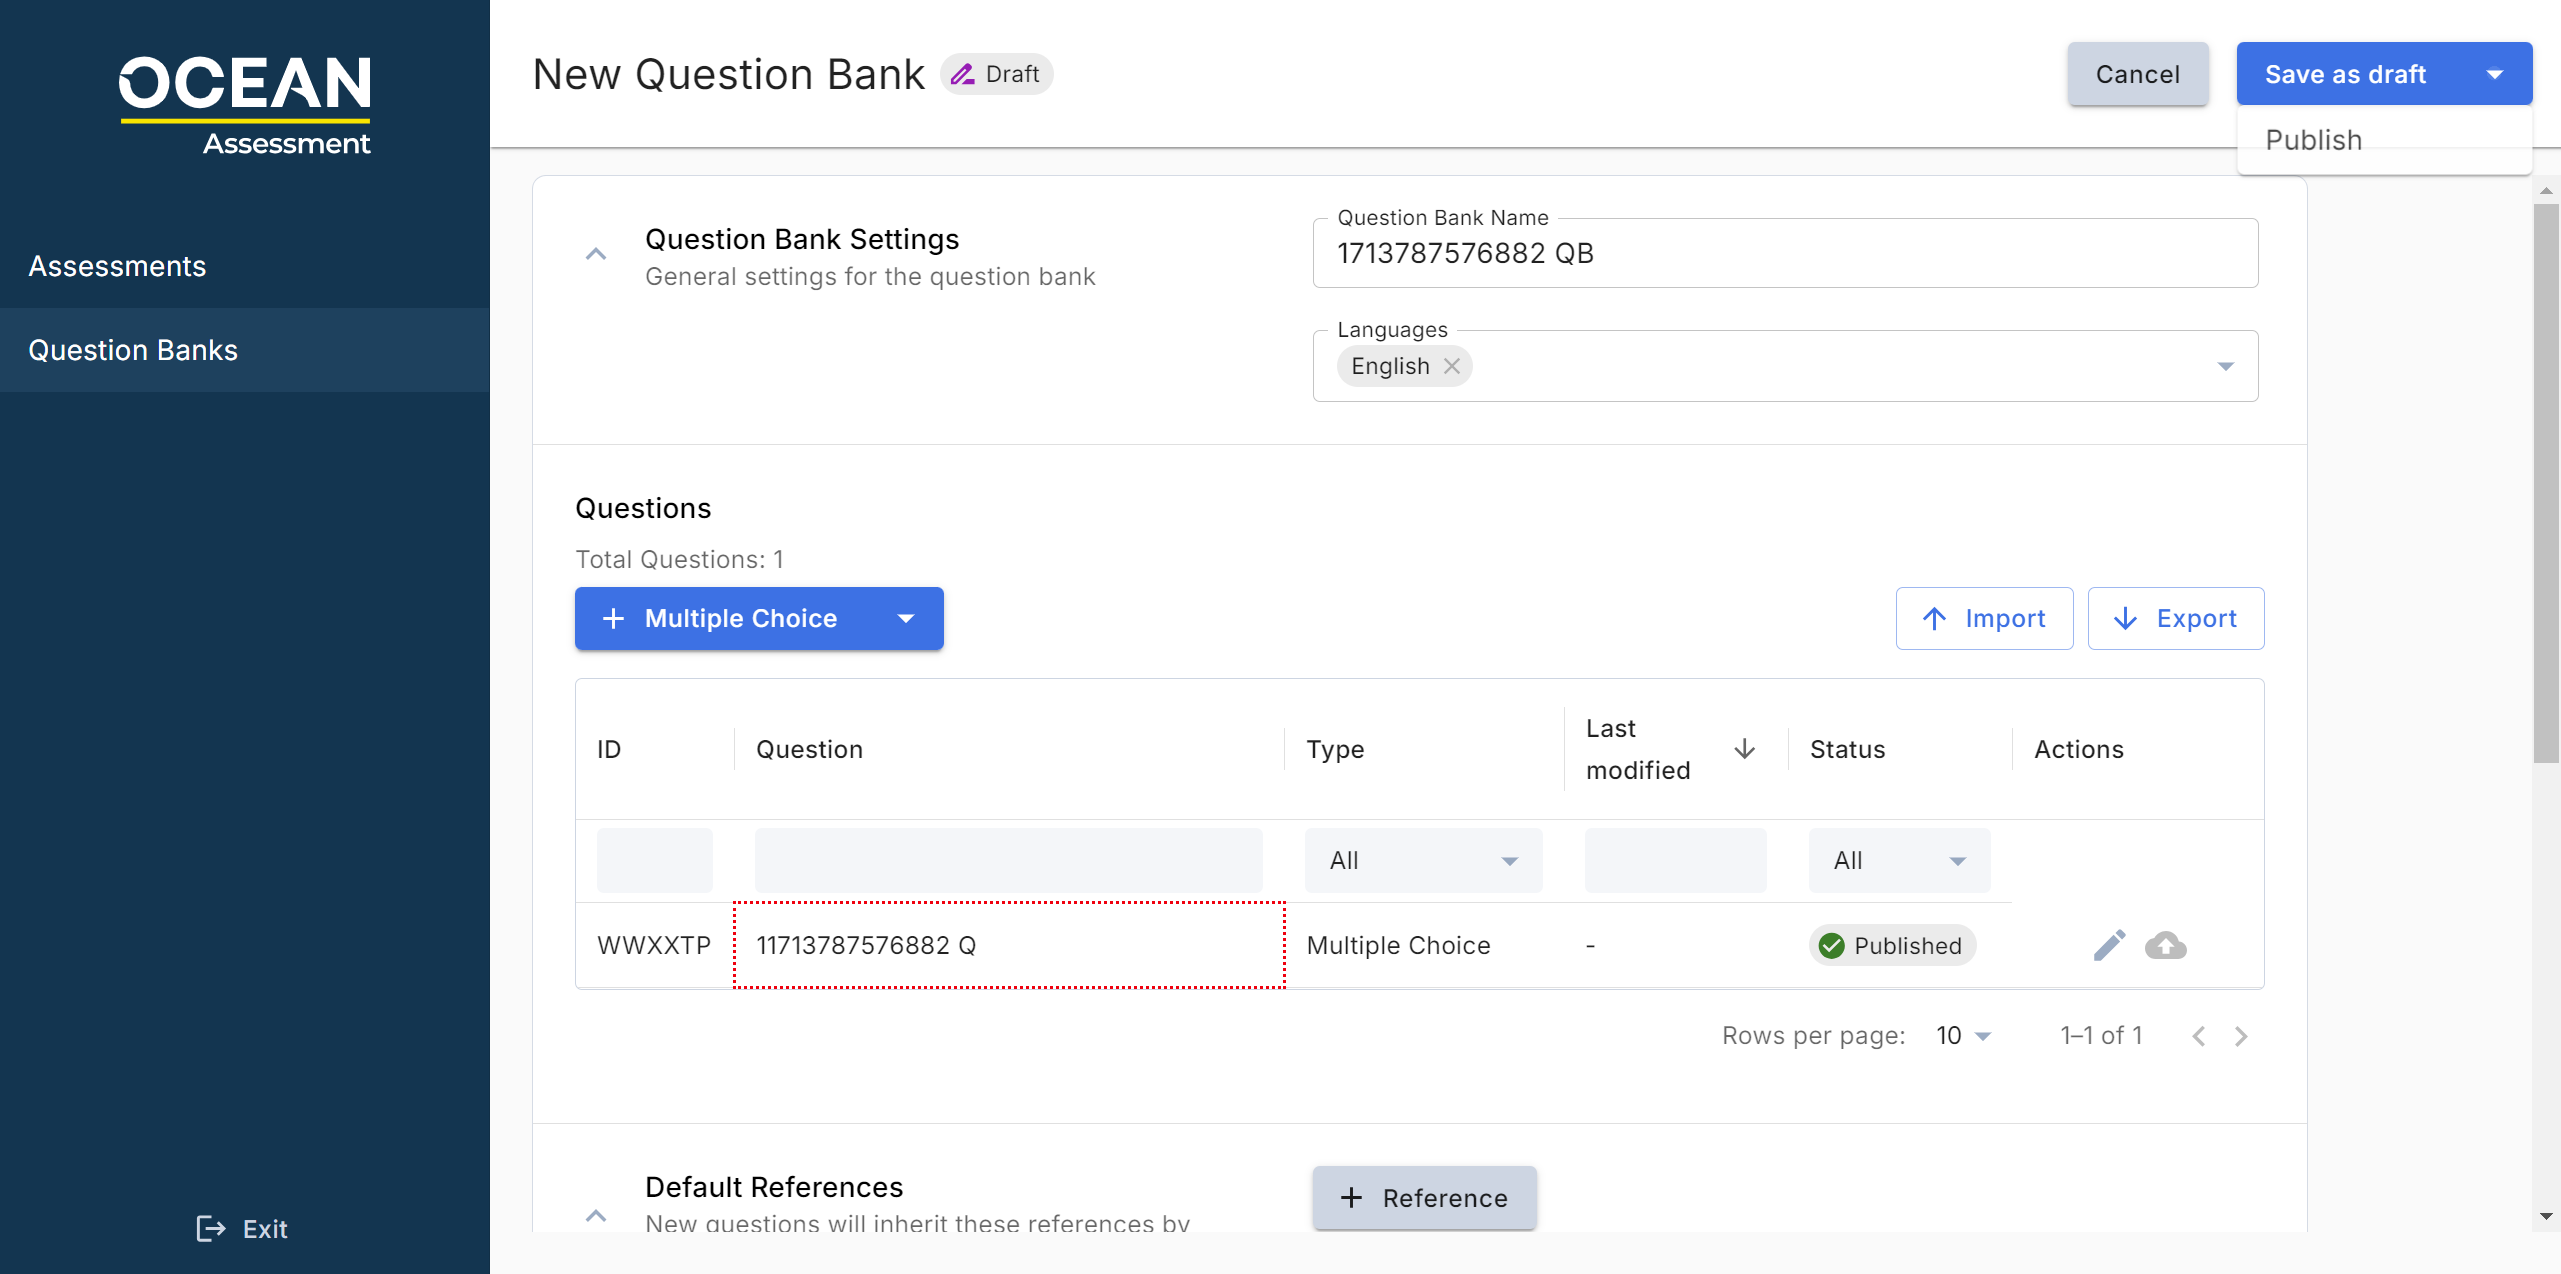 OCEAN
Assessment
Assessments
Question Banks
Exit
New Question Bank
Draft
Cancel
Save as draft
Publish
Question Bank Settings
General settings for the question bank
Question Bank Name
1713787576882 QB
Languages
English
Questions
Total Questions: 1
Multiple Choice
Import
Export
ID
Question
Type
Last
modified
Status
Actions
All
All
WWXXTP
11713787576882 Q
Multiple Choice
-
Published
Rows per page:
10
1–1 of 1
Default References
New questions will inherit these references by
Reference